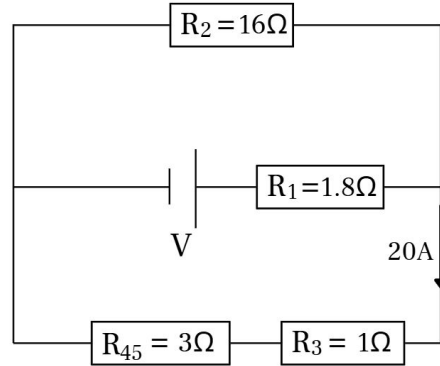 R₂ = 16Ω
R₁ = 1.8Ω
V
20A
R₄₅ = 3Ω
R₃ = 1Ω